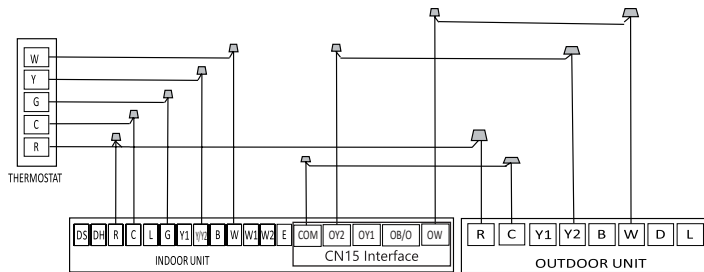 W
Y
G
C
R
THERMOSTAT
DS DH R C L G Y1 Y/Y2 B W W1 W2 E COM OY2 OY1 OB/O OW
CN15 Interface
INDOOR UNIT
R C Y1 Y2 B W D L
OUTDOOR UNIT